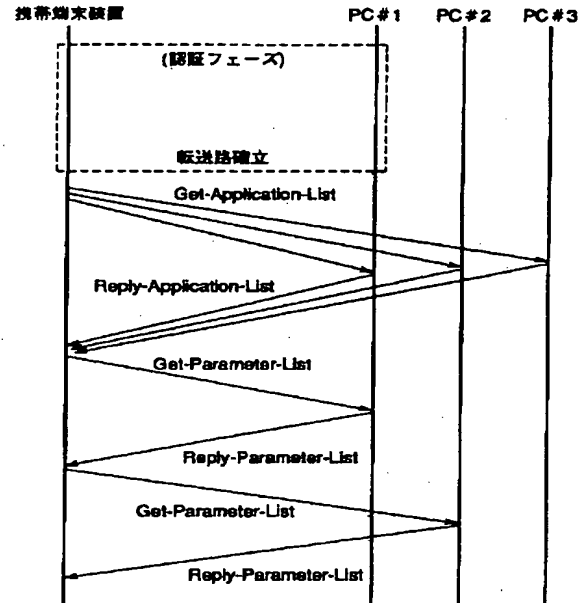 携帯端末装置 PC#1 PC#2 PC#3
(認証フェーズ)
転送路確立
Get-Application-List
Reply-Application-List
Get-Parameter-List
Reply-Parameter-List
Get-Parameter-List
Reply-Parameter-List